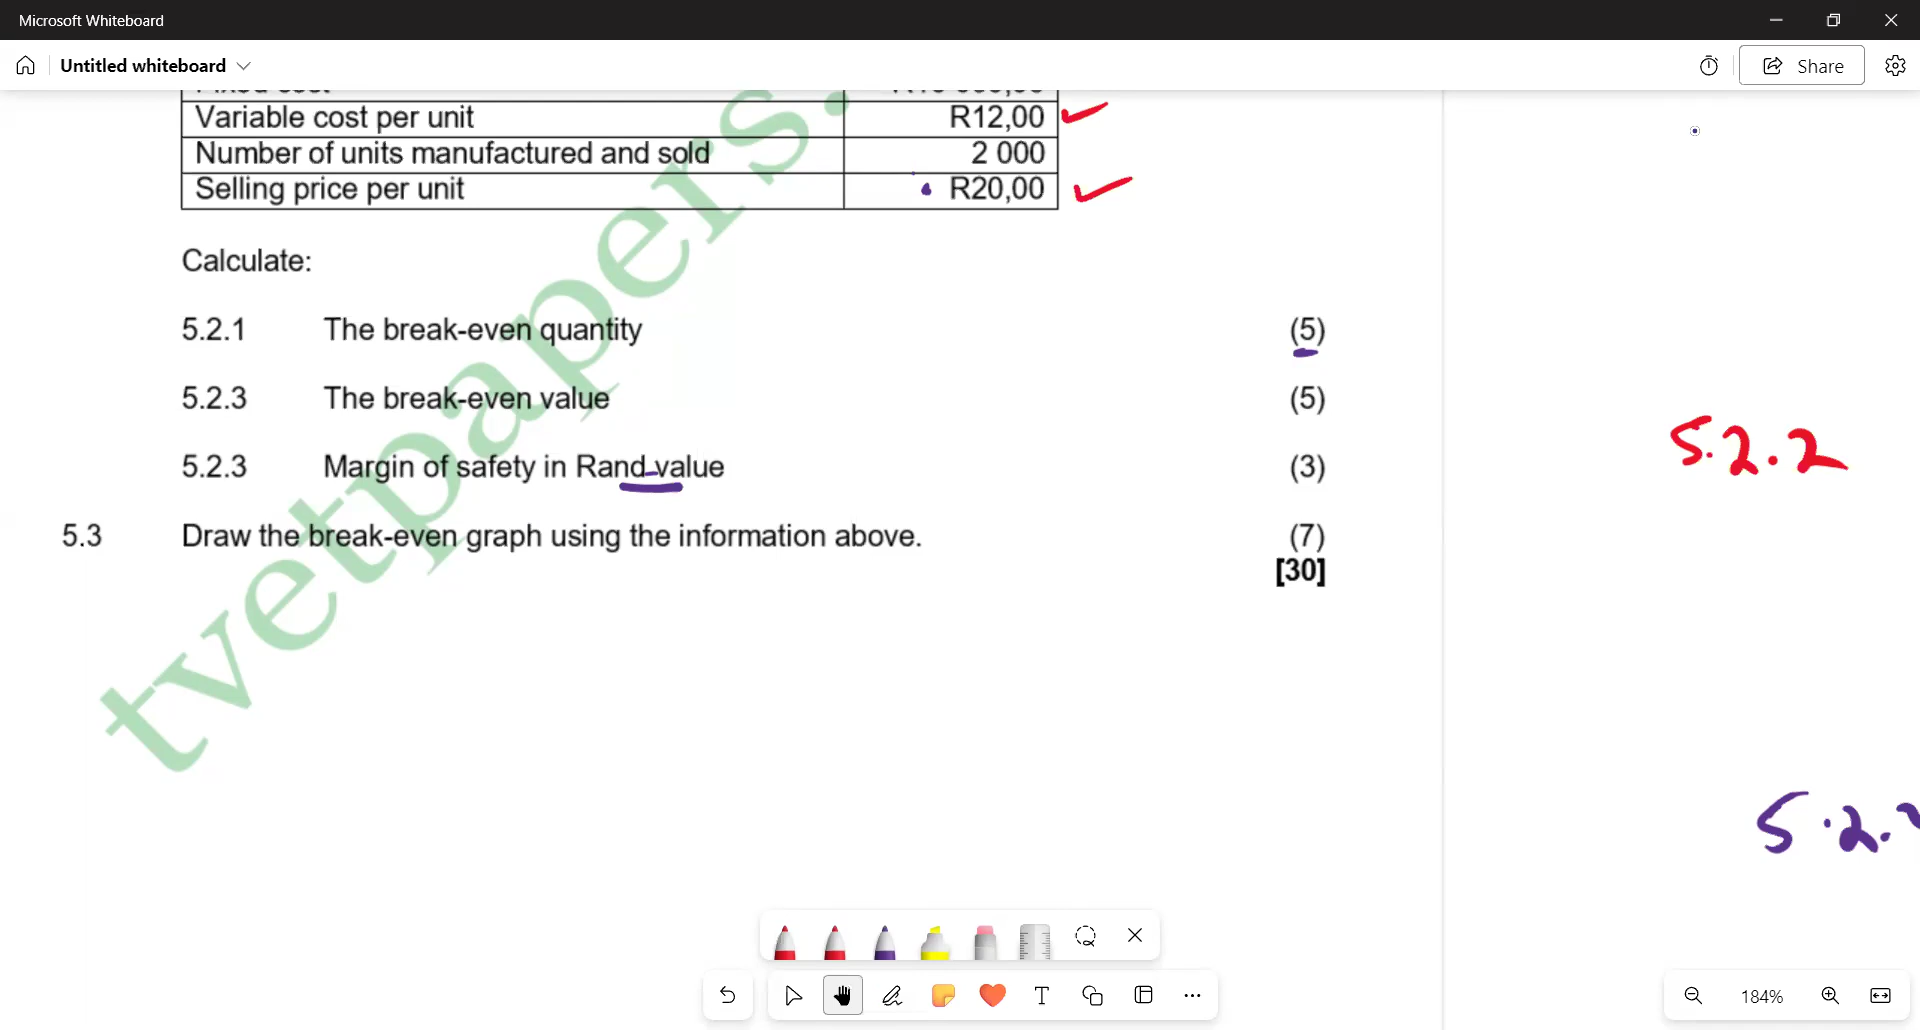 Microsoft Whiteboard
Untitled whiteboard
Share
Variable cost per unit R12,00
Number of units manufactured and sold 2 000
Selling price per unit R20,00
Calculate:
5.2.1 The break-even quantity (5)
5.2.3 The break-even value (5)
5.2.2
5.2.3 Margin of safety in Rand value (3)
5.3 Draw the break-even graph using the information above. (7)
[30]
tvetpapers.
5.2.
184%